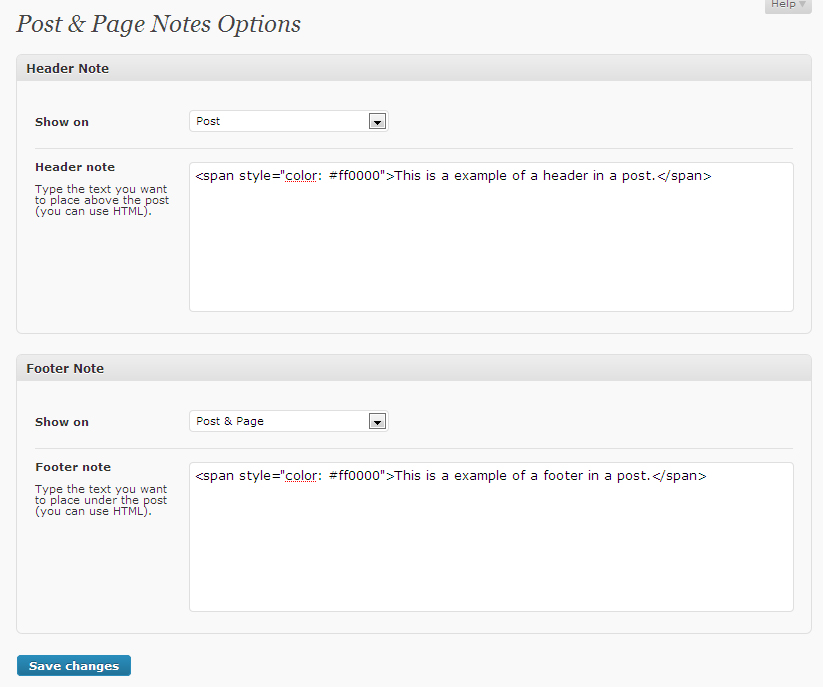 Help
Post & Page Notes Options
Header Note
Show on
Post
Header note
Type the text you want
to place above the post
(you can use HTML).
<span style="color: #ff0000">This is a example of a header in a post.</span>
Footer Note
Show on
Post & Page
Footer note
Type the text you want
to place under the post
(you can use HTML).
<span style="color: #ff0000">This is a example of a footer in a post.</span>
Save changes